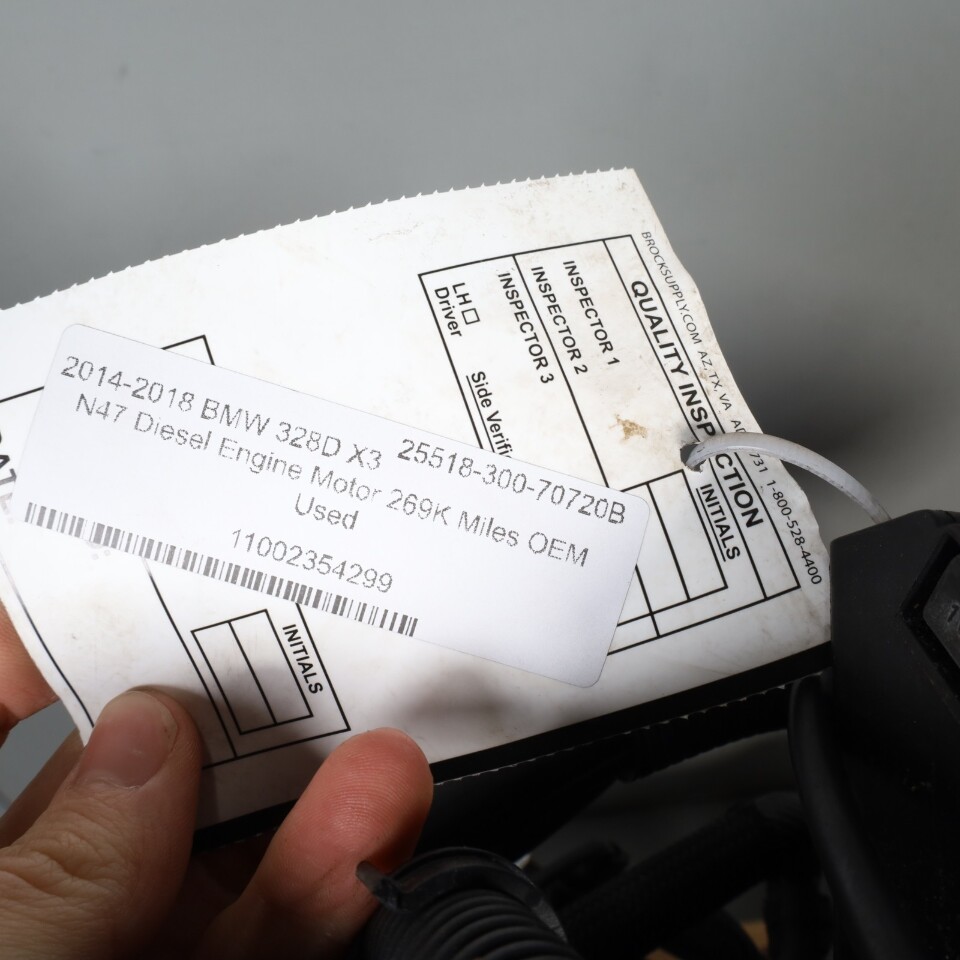 25518-300-70720B
2014-2018 BMW 328D X3
N47 Diesel Engine Motor 269K Miles OEM
Used
11002354299
BROCKSUPPLY.COM AZ, TX, VA 1-800-528-4400
QUALITY INSPECTION
INSPECTOR 1
INSPECTOR 2
INSPECTOR 3
INITIALS
LH
Driver
Side
INITIALS